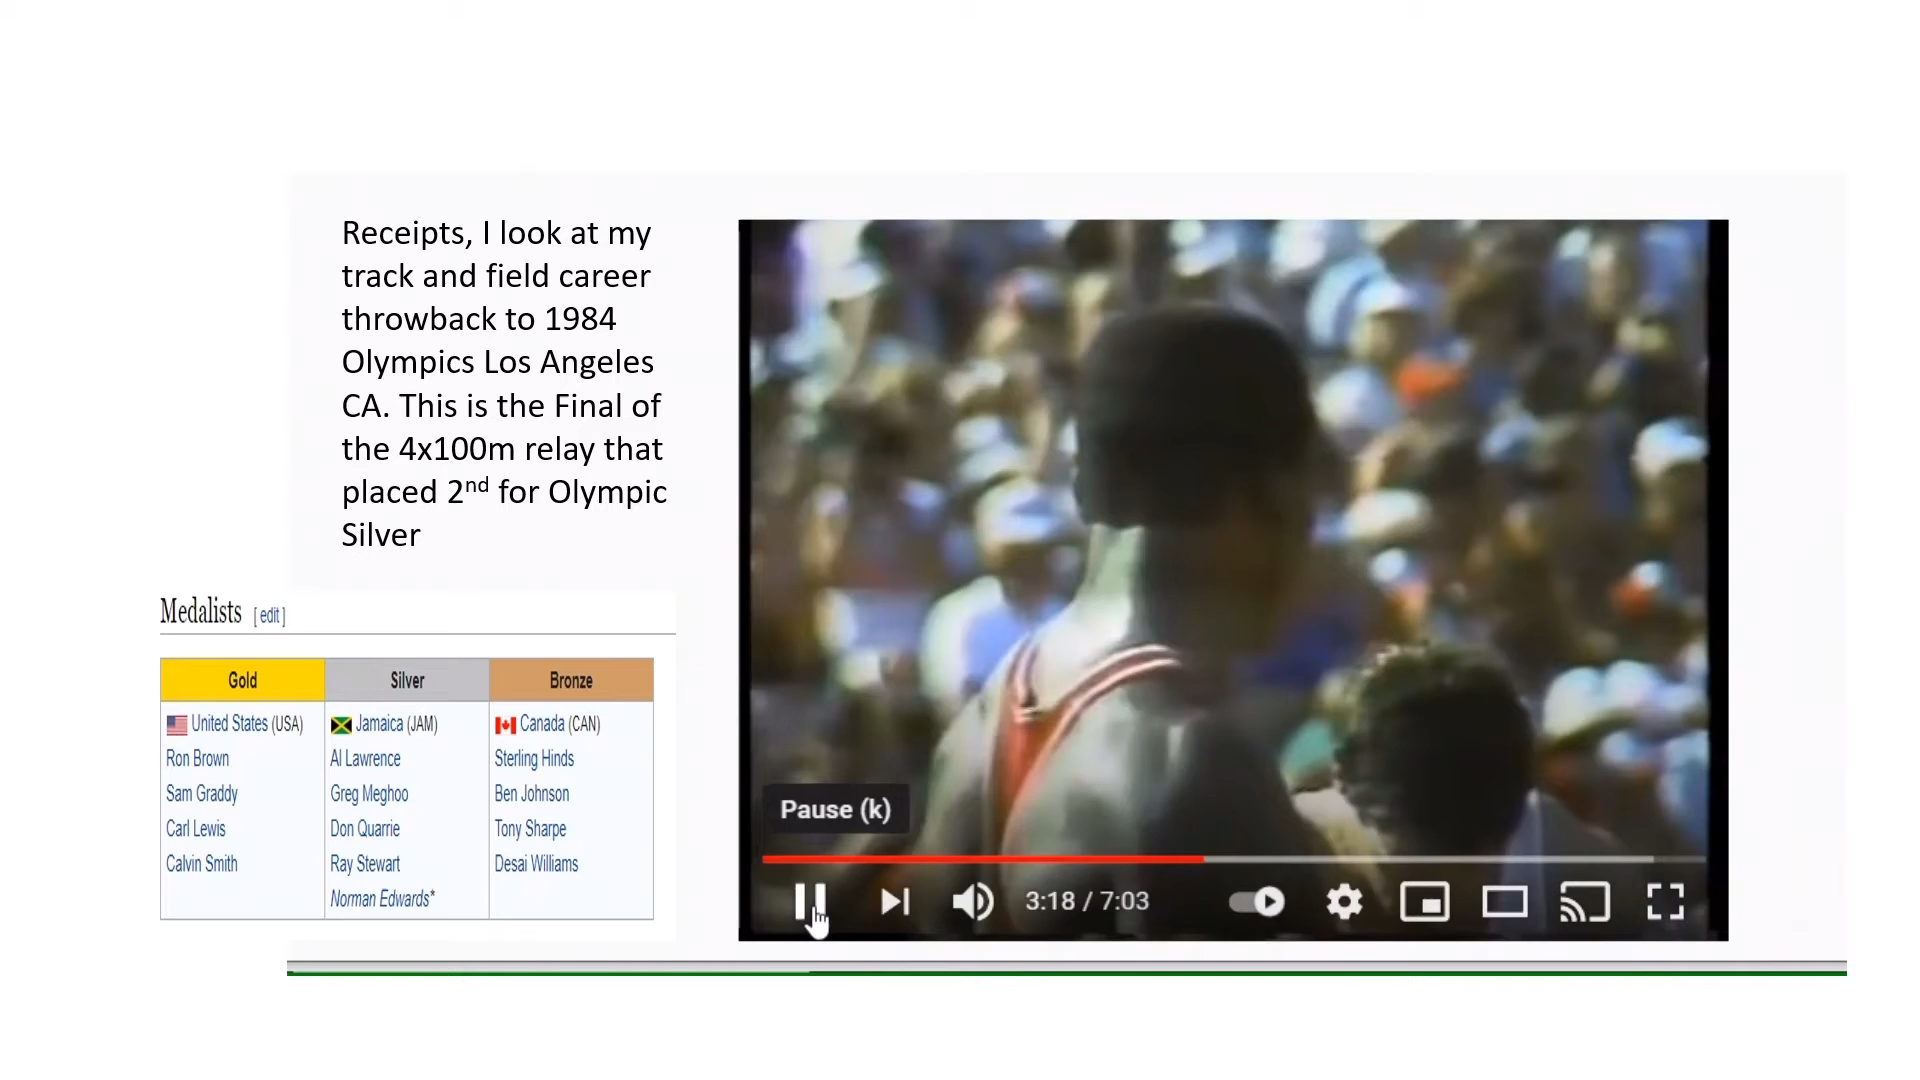 Receipts, I look at my
track and field career
throwback to 1984
Olympics Los Angeles
CA. This is the Final of
the 4x100m relay that
placed 2nd for Olympic
Silver
Medalists [ edit ]
Gold Silver Bronze
United States (USA) Jamaica (JAM) Canada (CAN)
Ron Brown Al Lawrence Sterling Hinds
Sam Graddy Greg Meghoo Ben Johnson
Carl Lewis Don Quarrie Tony Sharpe
Calvin Smith Ray Stewart Desai Williams
Norman Edwards*
Pause (k)
3:18 / 7:03